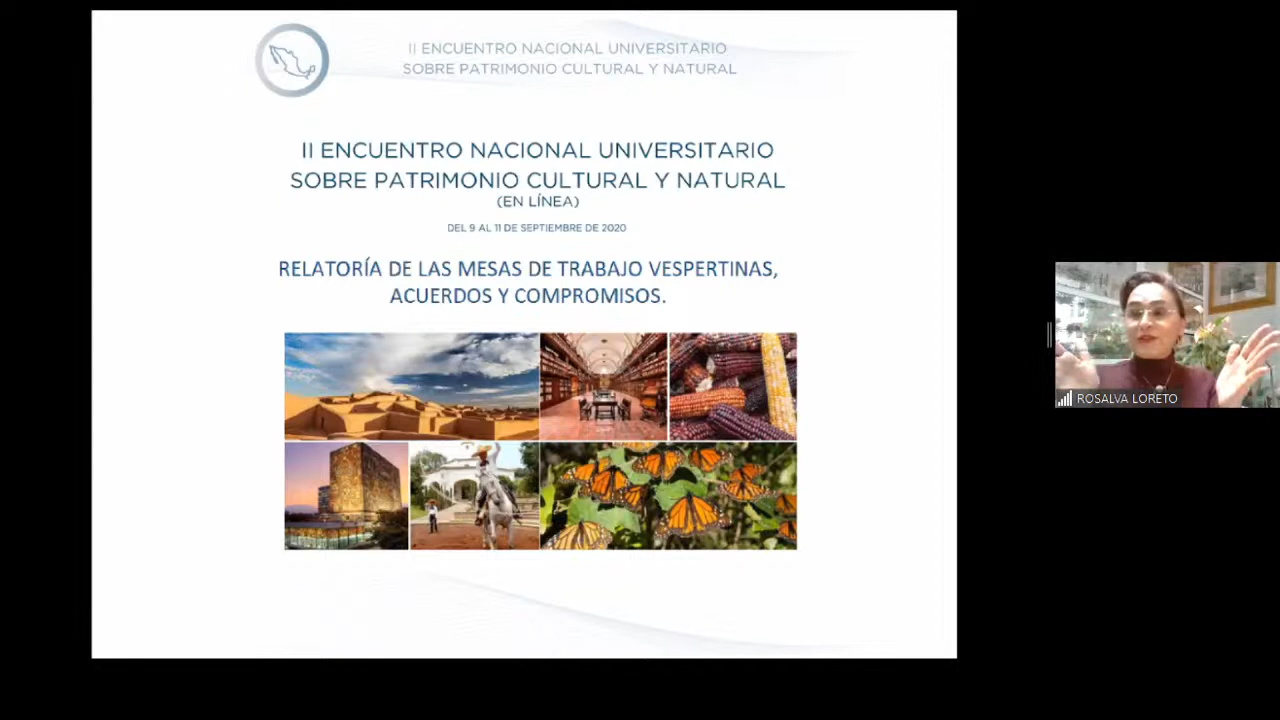 II ENCUENTRO NACIONAL UNIVERSITARIO
SOBRE PATRIMONIO CULTURAL Y NATURAL
II ENCUENTRO NACIONAL UNIVERSITARIO
SOBRE PATRIMONIO CULTURAL Y NATURAL
(EN LÍNEA)
DEL 9 AL 11 DE SEPTIEMBRE DE 2020
RELATORÍA DE LAS MESAS DE TRABAJO VESPERTINAS,
ACUERDOS Y COMPROMISOS.
ROSALVA LORETO